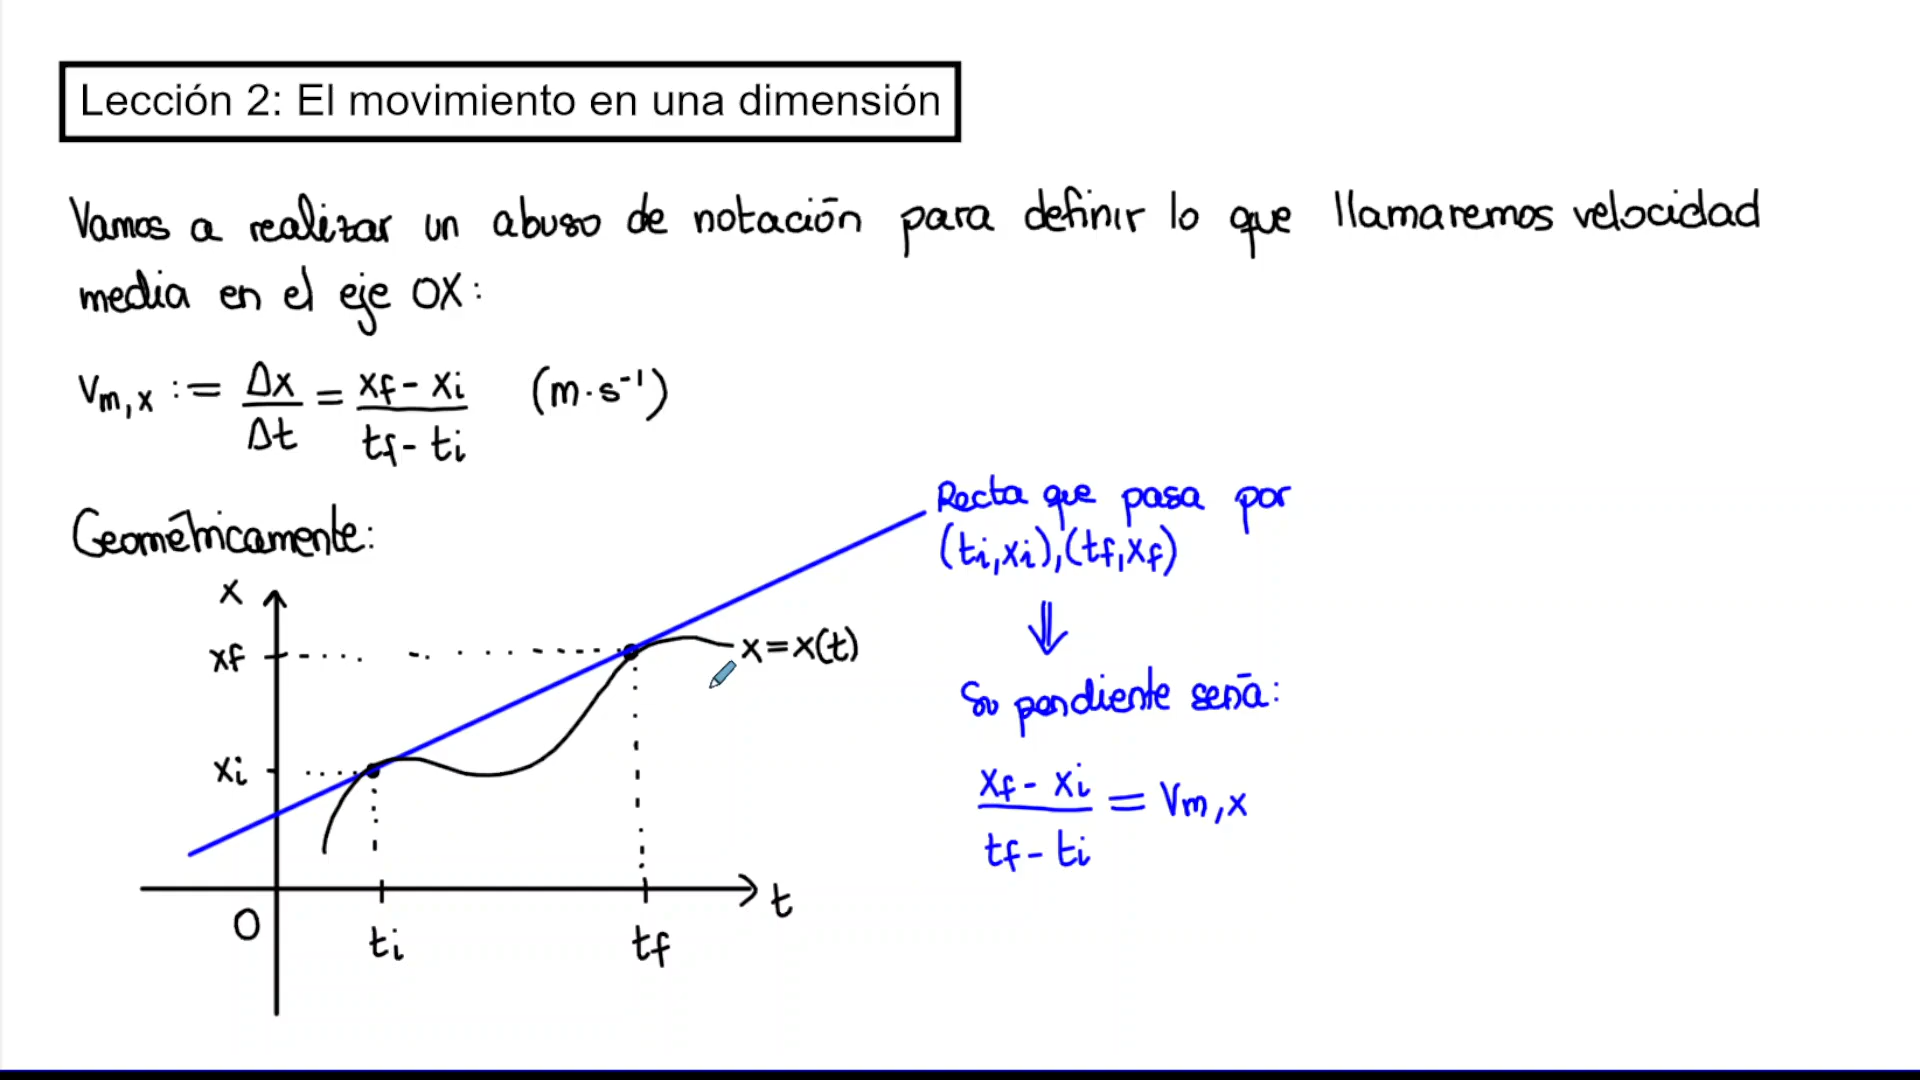 Lección 2: El movimiento en una dimensión
Vamos a realizar un abuso de notación para definir lo que llamaremos velocidad
media en el eje OX:
Vm,x := Δx/Δt = (xf - xi)/(tf - ti) (m·s⁻¹)
Geométricamente:
Recta que pasa por
(ti,xi),(tf,xf)
⇓
Su pendiente será:
(xf - xi)/(tf - ti) = Vm,x
x
xf
x=x(t)
xi
t
O
ti
tf